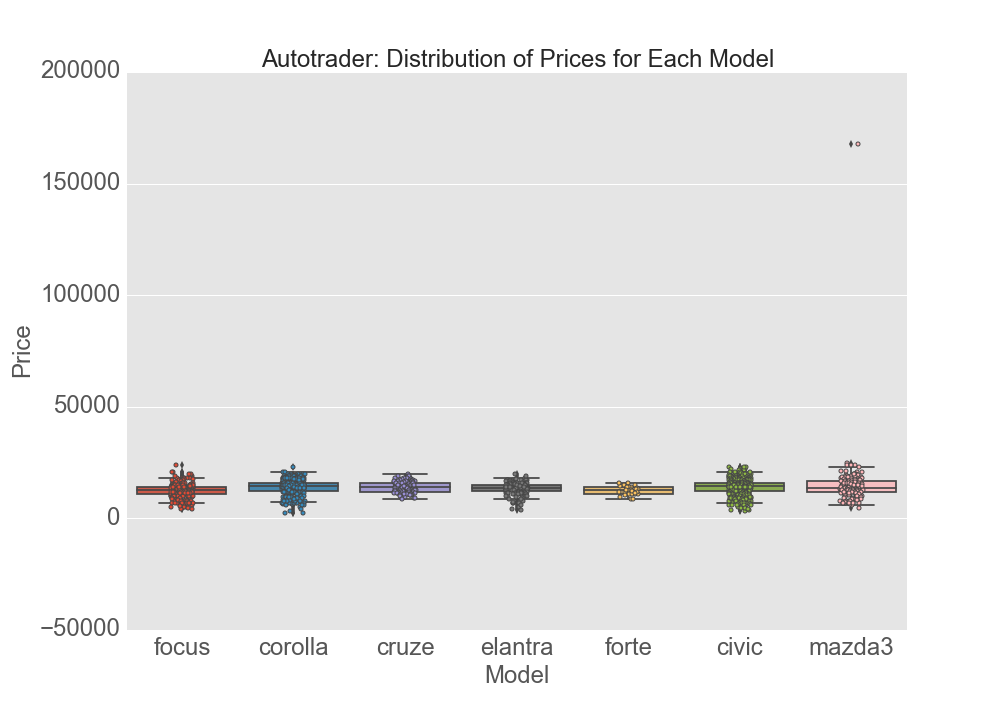 Autotrader: Distribution of Prices for Each Model
200000
150000
100000
50000
0
−50000
Price
focus corolla cruze elantra forte civic mazda3
Model